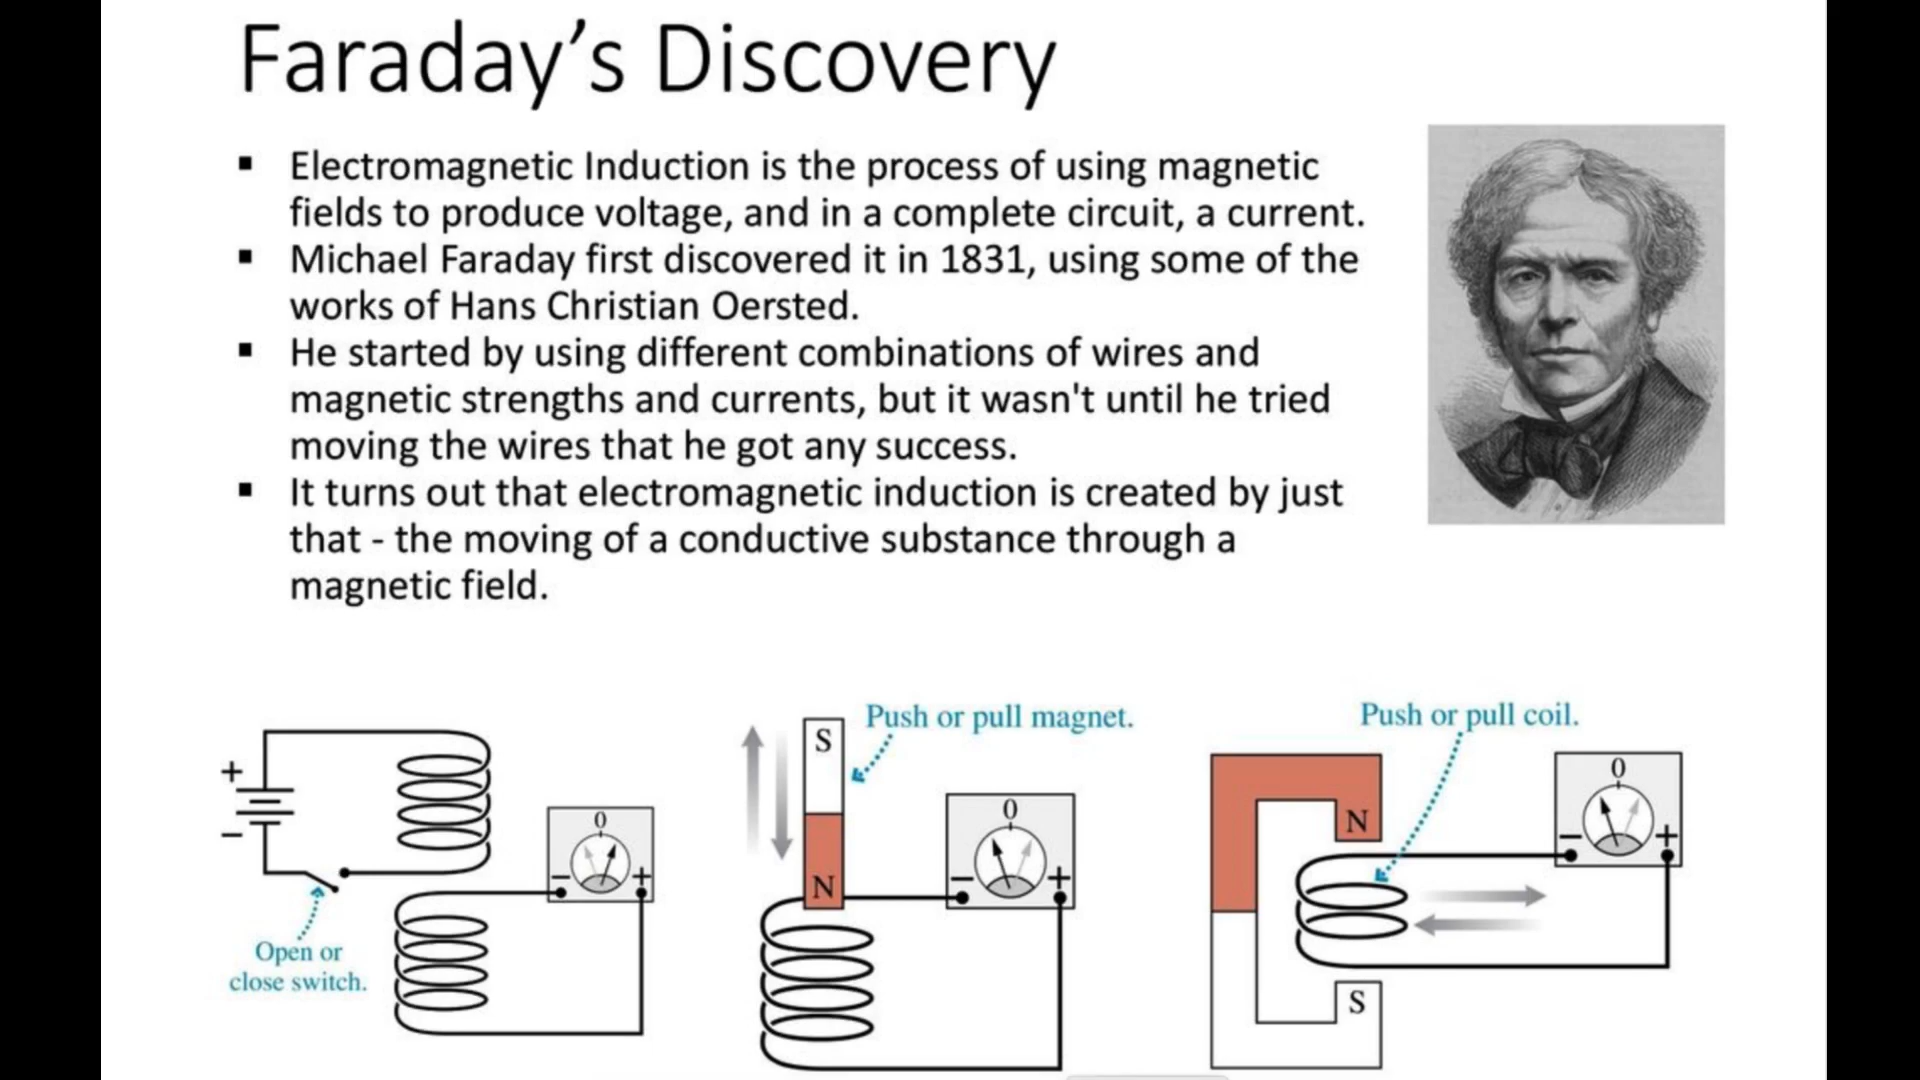 Faraday’s Discovery
▪ Electromagnetic Induction is the process of using magnetic
fields to produce voltage, and in a complete circuit, a current.
▪ Michael Faraday first discovered it in 1831, using some of the
works of Hans Christian Oersted.
▪ He started by using different combinations of wires and
magnetic strengths and currents, but it wasn't until he tried
moving the wires that he got any success.
▪ It turns out that electromagnetic induction is created by just
that - the moving of a conductive substance through a
magnetic field.
+
−
Open or
close switch.
0
− +
Push or pull magnet.
S
N
0
− +
Push or pull coil.
N
S
0
− +